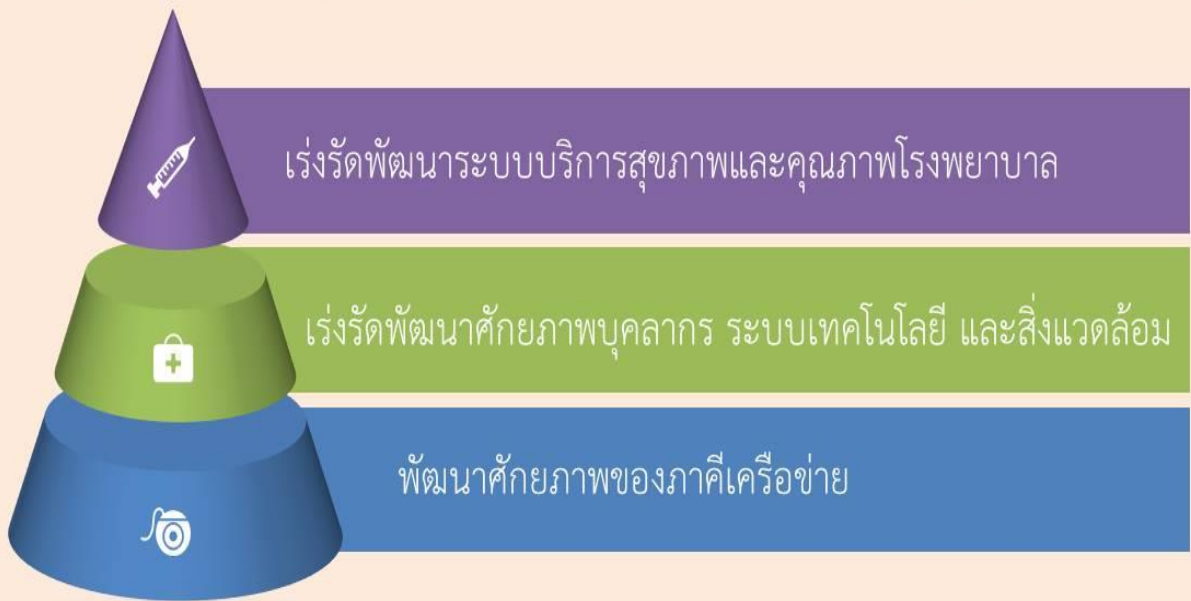 เร่งรัดพัฒนาระบบบริการสุขภาพและคุณภาพโรงพยาบาล
เร่งรัดพัฒนาศักยภาพบุคลากร ระบบเทคโนโลยี และสิ่งแวดล้อม
พัฒนาศักยภาพของภาคีเครือข่าย